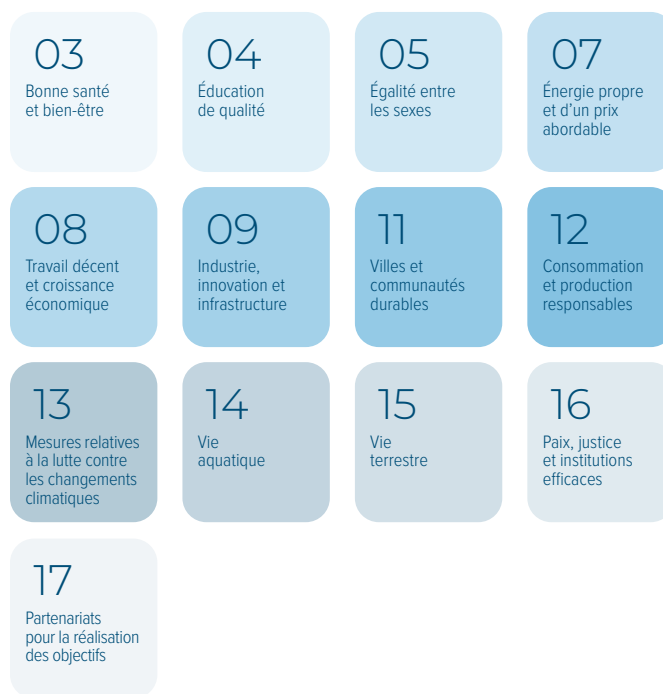 03
Bonne santé
et bien-être
04
Éducation
de qualité
05
Égalité entre
les sexes
07
Énergie propre
et d’un prix
abordable
08
Travail décent
et croissance
économique
09
Industrie,
innovation et
infrastructure
11
Villes et
communautés
durables
12
Consommation
et production
responsables
13
Mesures relatives
à la lutte contre
les changements
climatiques
14
Vie
aquatique
15
Vie
terrestre
16
Paix, justice
et institutions
efficaces
17
Partenariats
pour la réalisation
des objectifs